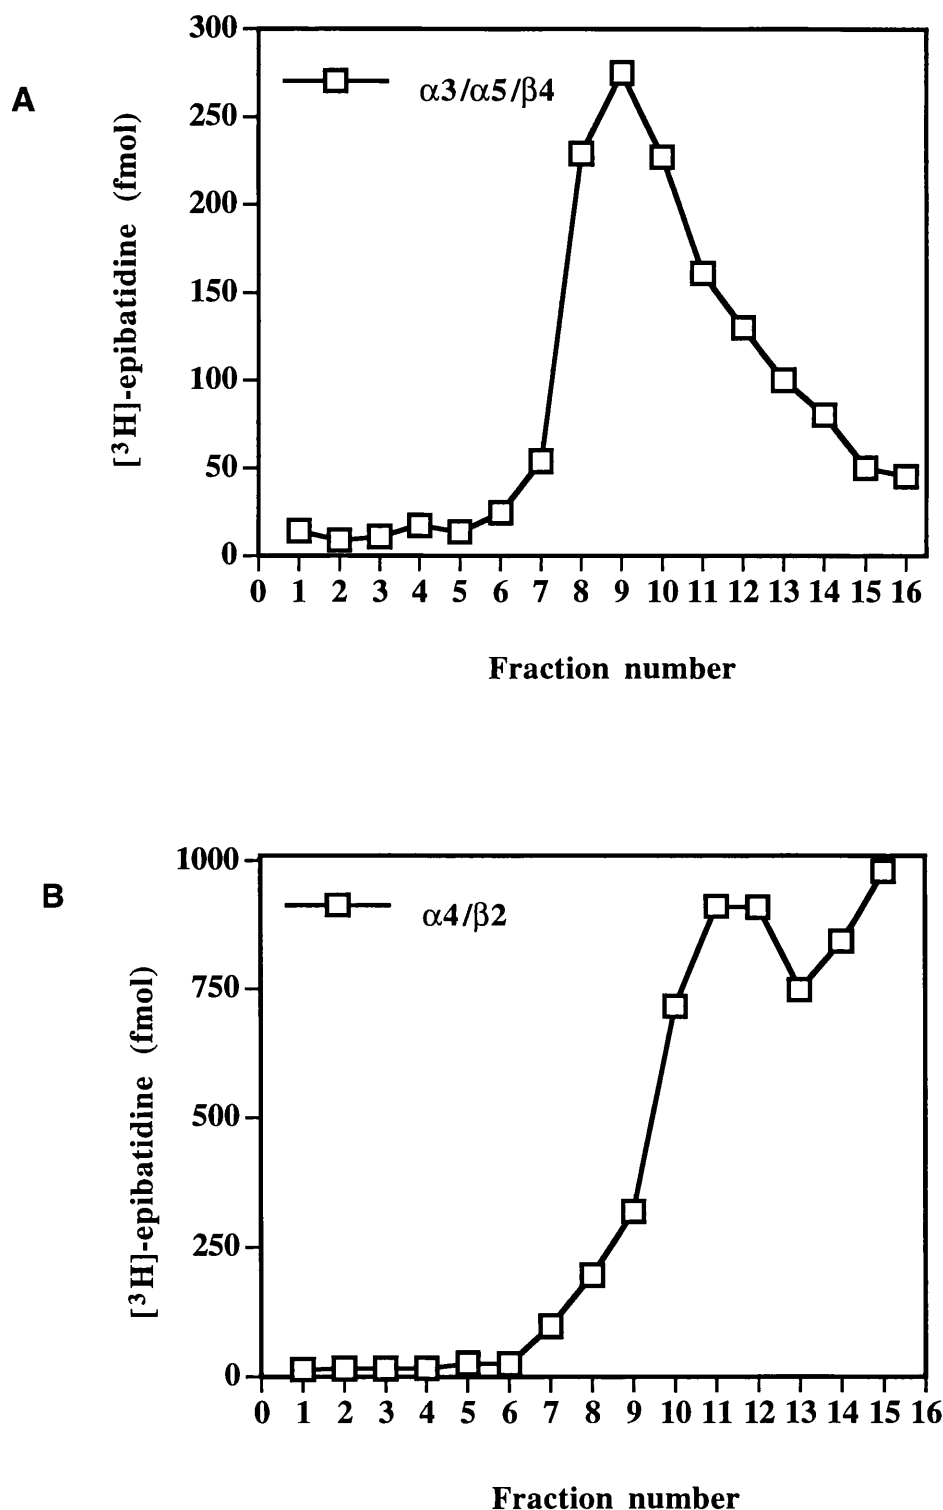 A
α3/α5/β4
[³H]-epibatidine (fmol)
300
250
200
150
100
50
0
0 1 2 3 4 5 6 7 8 9 10 11 12 13 14 15 16
Fraction number
B
α4/β2
[³H]-epibatidine (fmol)
1000
750
500
250
0
0 1 2 3 4 5 6 7 8 9 10 11 12 13 14 15 16
Fraction number